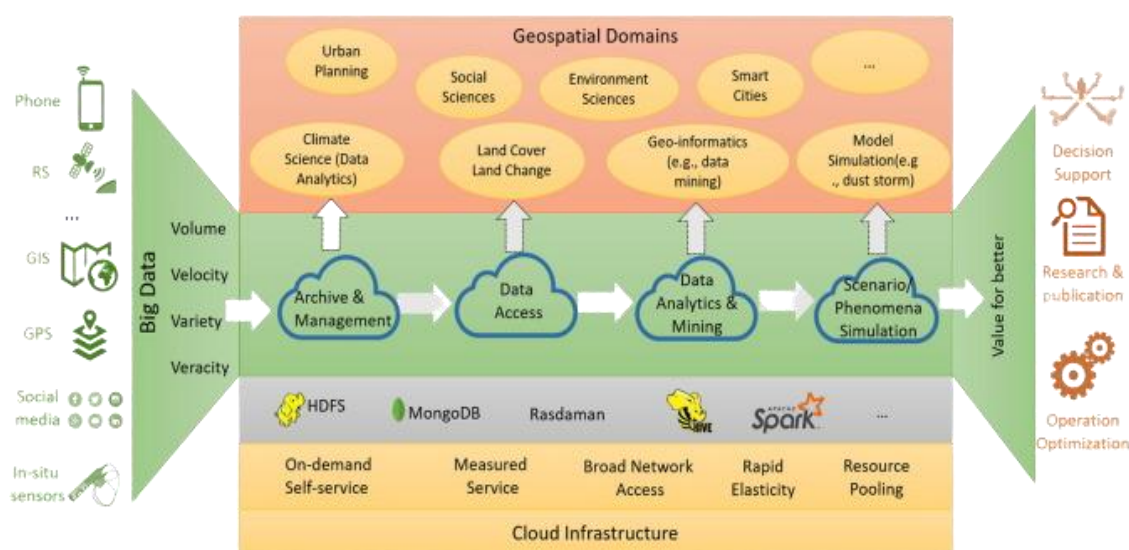 Phone
RS
...
GIS
GPS
Social
media
In-situ
sensors
Big Data
Volume
Velocity
Variety
Veracity
Geospatial Domains
Urban
Planning
Social
Sciences
Environment
Sciences
Smart
Cities
...
Climate
Science (Data
Analytics)
Land Cover
Land Change
Geo-informatics
(e.g., data
mining)
Model
Simulation(e.g
., dust storm)
Archive &
Management
Data
Access
Data
Analytics &
Mining
Scenario/
Phenomena
Simulation
HDFS
MongoDB
Rasdaman
HIVE
APACHE
Spark
...
On-demand
Self-service
Measured
Service
Broad Network
Access
Rapid
Elasticity
Resource
Pooling
Cloud Infrastructure
Value for better
Decision
Support
Research &
publication
Operation
Optimization